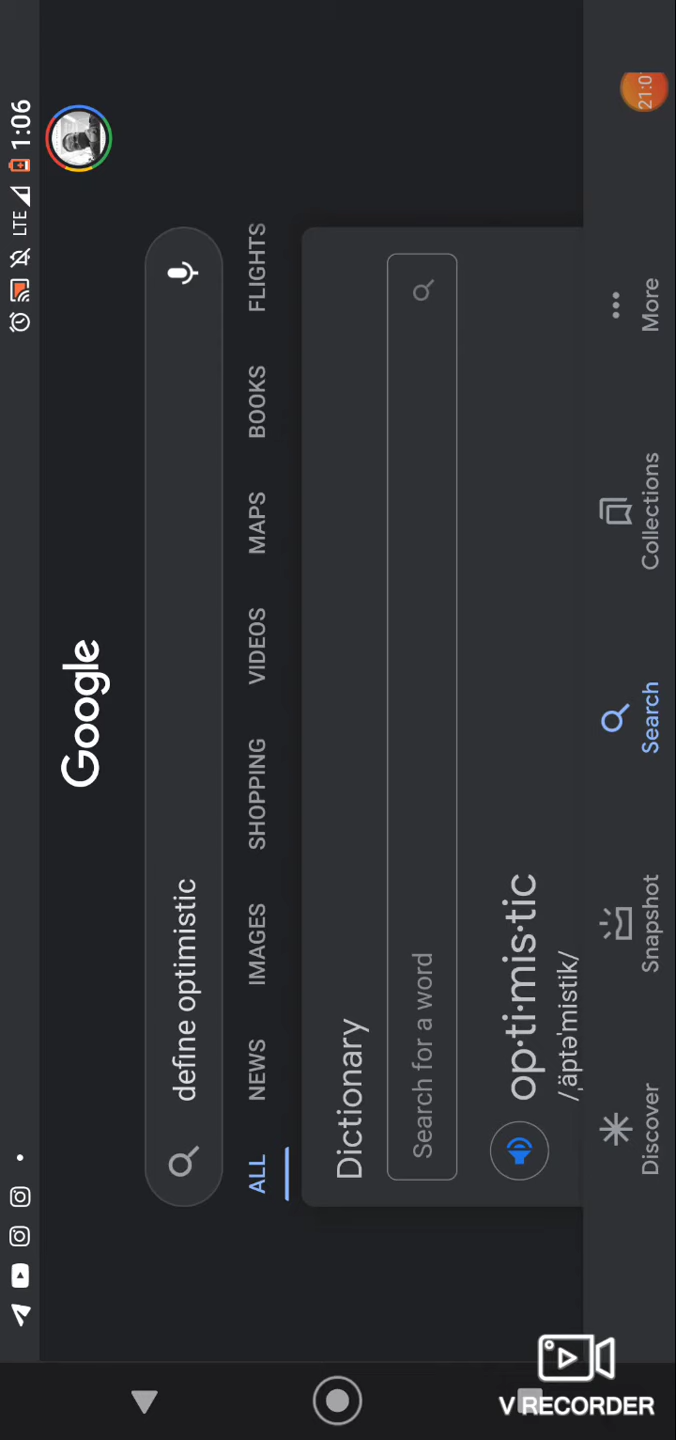 1:06
LTE
Google
define optimistic
ALL NEWS IMAGES SHOPPING VIDEOS MAPS BOOKS FLIGHTS
Dictionary
Search for a word
op·ti·mis·tic
/ˌäptəˈmistik/
Discover Snapshot Search Collections More
21:0
V RECORDER